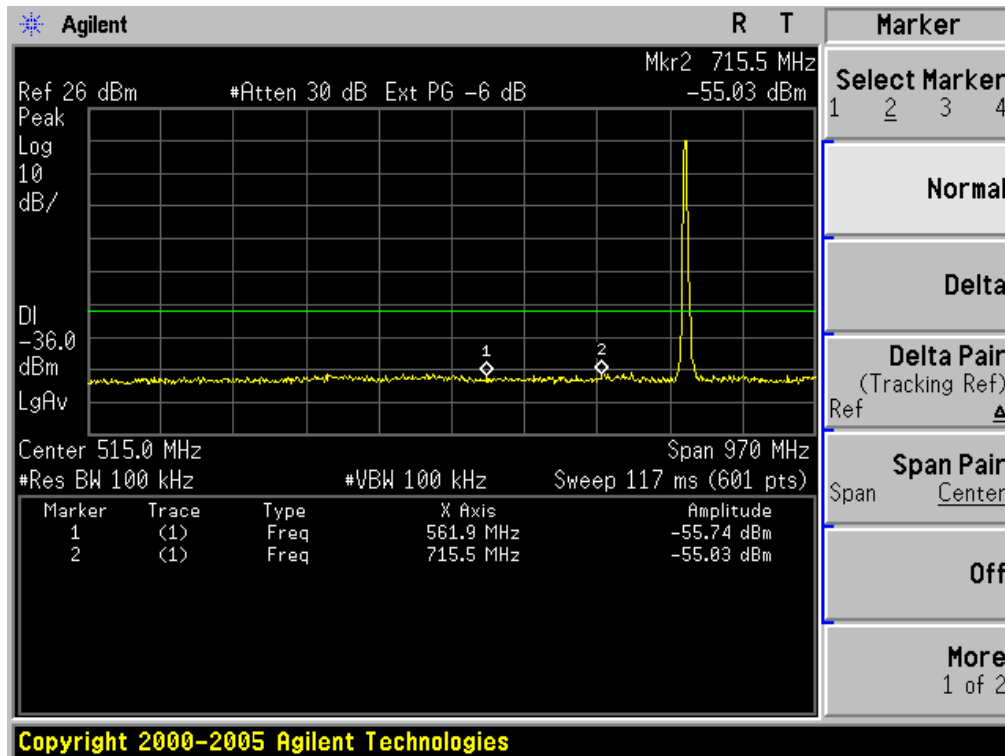 Agilent R T Marker
Mkr2 715.5 MHz
Ref 26 dBm #Atten 30 dB Ext PG -6 dB -55.03 dBm
Peak
Log
10
dB/
DI
-36.0
dBm
LgAv
1
2
Center 515.0 MHz Span 970 MHz
#Res BW 100 kHz #VBW 100 kHz Sweep 117 ms (601 pts)
Marker Trace Type X Axis Amplitude
1 (1) Freq 561.9 MHz -55.74 dBm
2 (1) Freq 715.5 MHz -55.03 dBm
Select Marker
1 2 3 4
Normal
Delta
Delta Pair
(Tracking Ref)
Ref Δ
Span Pair
Span Center
Off
More
1 of 2
Copyright 2000-2005 Agilent Technologies